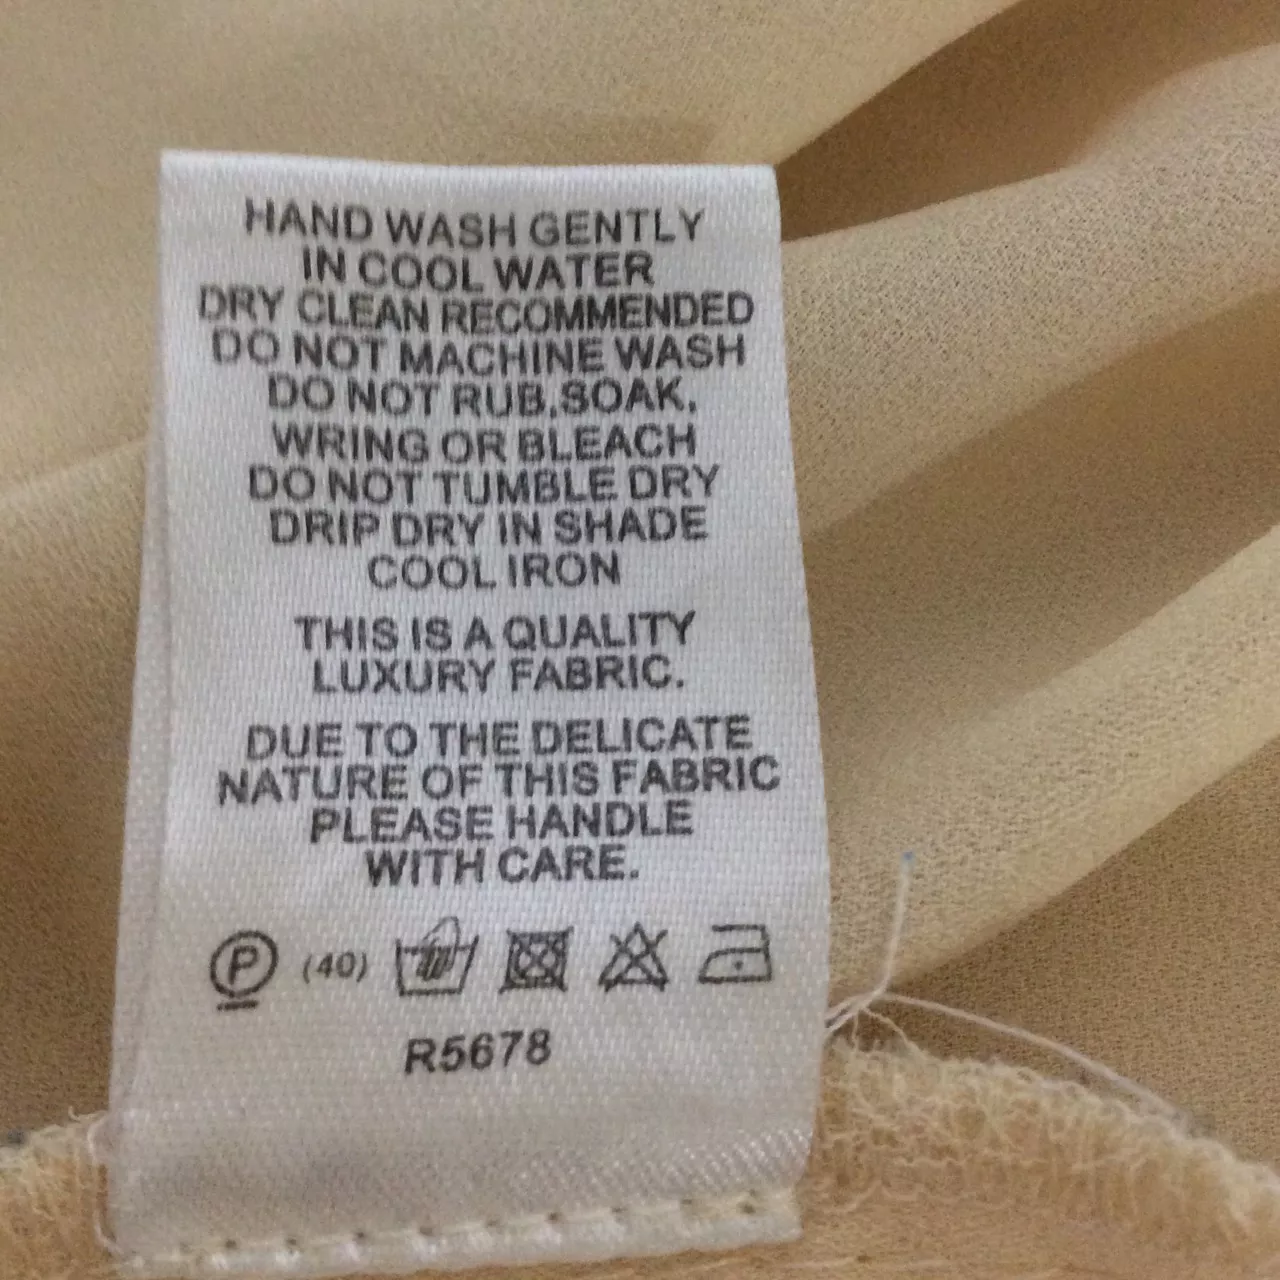 HAND WASH GENTLY
IN COOL WATER
DRY CLEAN RECOMMENDED
DO NOT MACHINE WASH
DO NOT RUB,SOAK,
WRING OR BLEACH
DO NOT TUMBLE DRY
DRIP DRY IN SHADE
COOL IRON
THIS IS A QUALITY
LUXURY FABRIC.
DUE TO THE DELICATE
NATURE OF THIS FABRIC
PLEASE HANDLE
WITH CARE.
P (40)
R5678